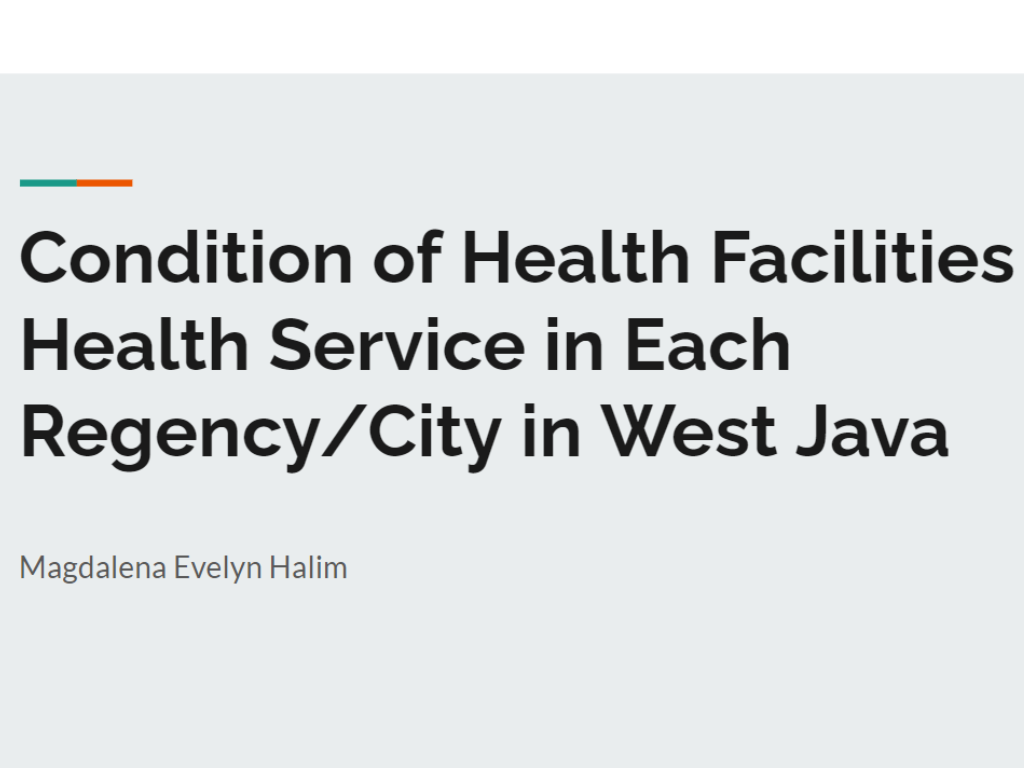 Condition of Health Facilities
Health Service in Each
Regency/City in West Java
Magdalena Evelyn Halim